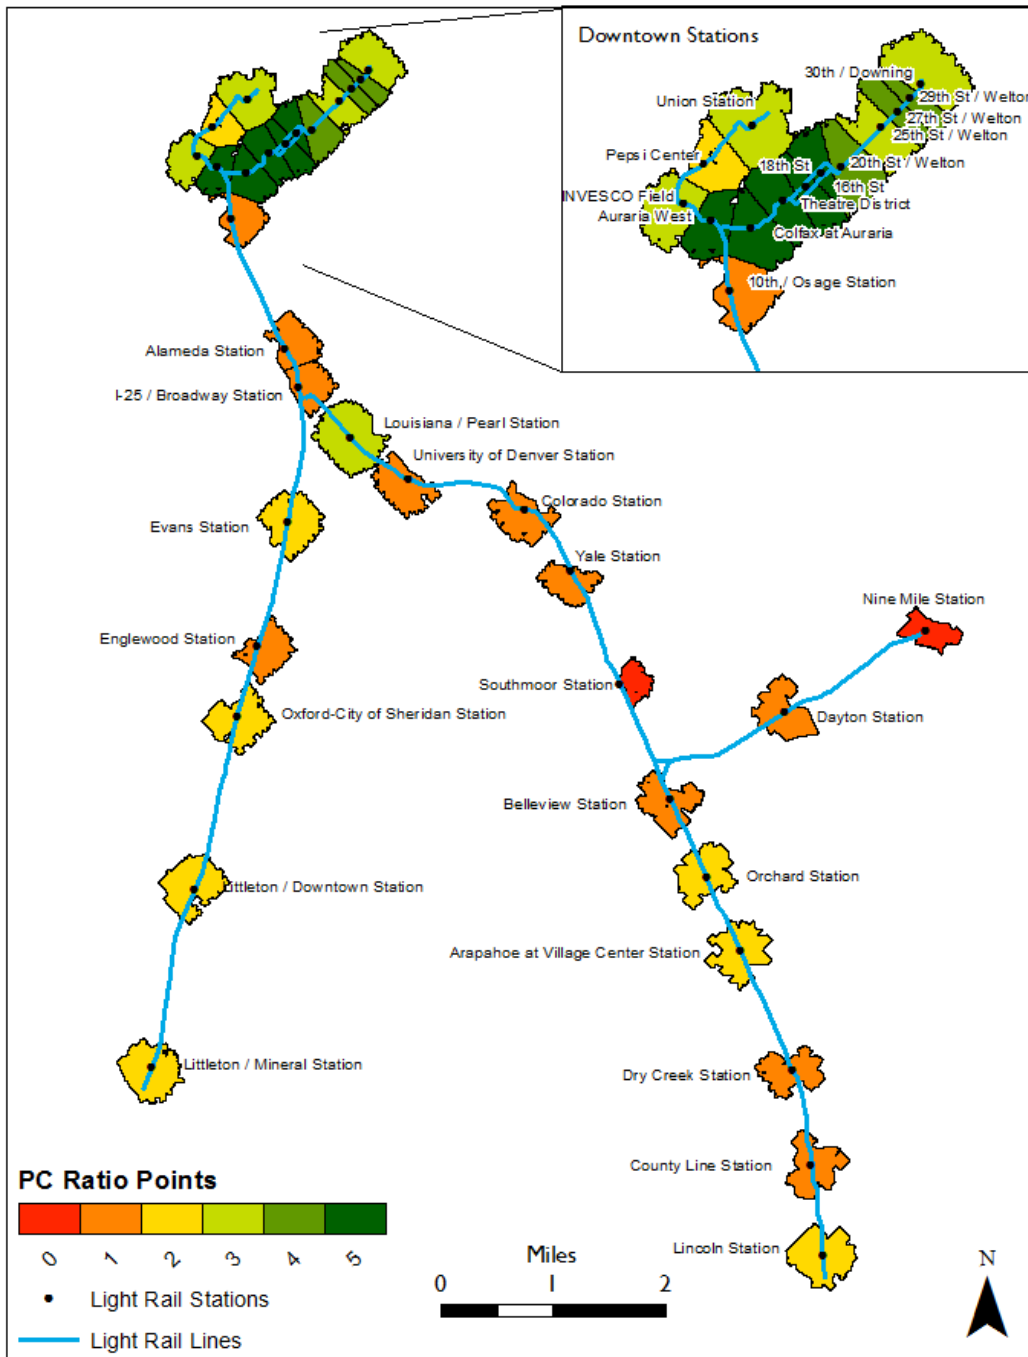 Downtown Stations
30th / Downing
Union Station
29th St / Welton
27th St / Welton
25th St / Welton
Pepsi Center
18th St
20th St / Welton
16th St
INVESCO Field
Theatre District
Auraria West
Colfax at Auraria
10th / Osage Station
Alameda Station
I-25 / Broadway Station
Louisiana / Pearl Station
University of Denver Station
Colorado Station
Evans Station
Yale Station
Nine Mile Station
Englewood Station
Southmoor Station
Oxford-City of Sheridan Station
Dayton Station
Belleview Station
Orchard Station
Littleton / Downtown Station
Arapahoe at Village Center Station
Littleton / Mineral Station
Dry Creek Station
County Line Station
PC Ratio Points
0 1 2 3 4 5
Lincoln Station
Miles
0 1 2
N
Light Rail Stations
Light Rail Lines